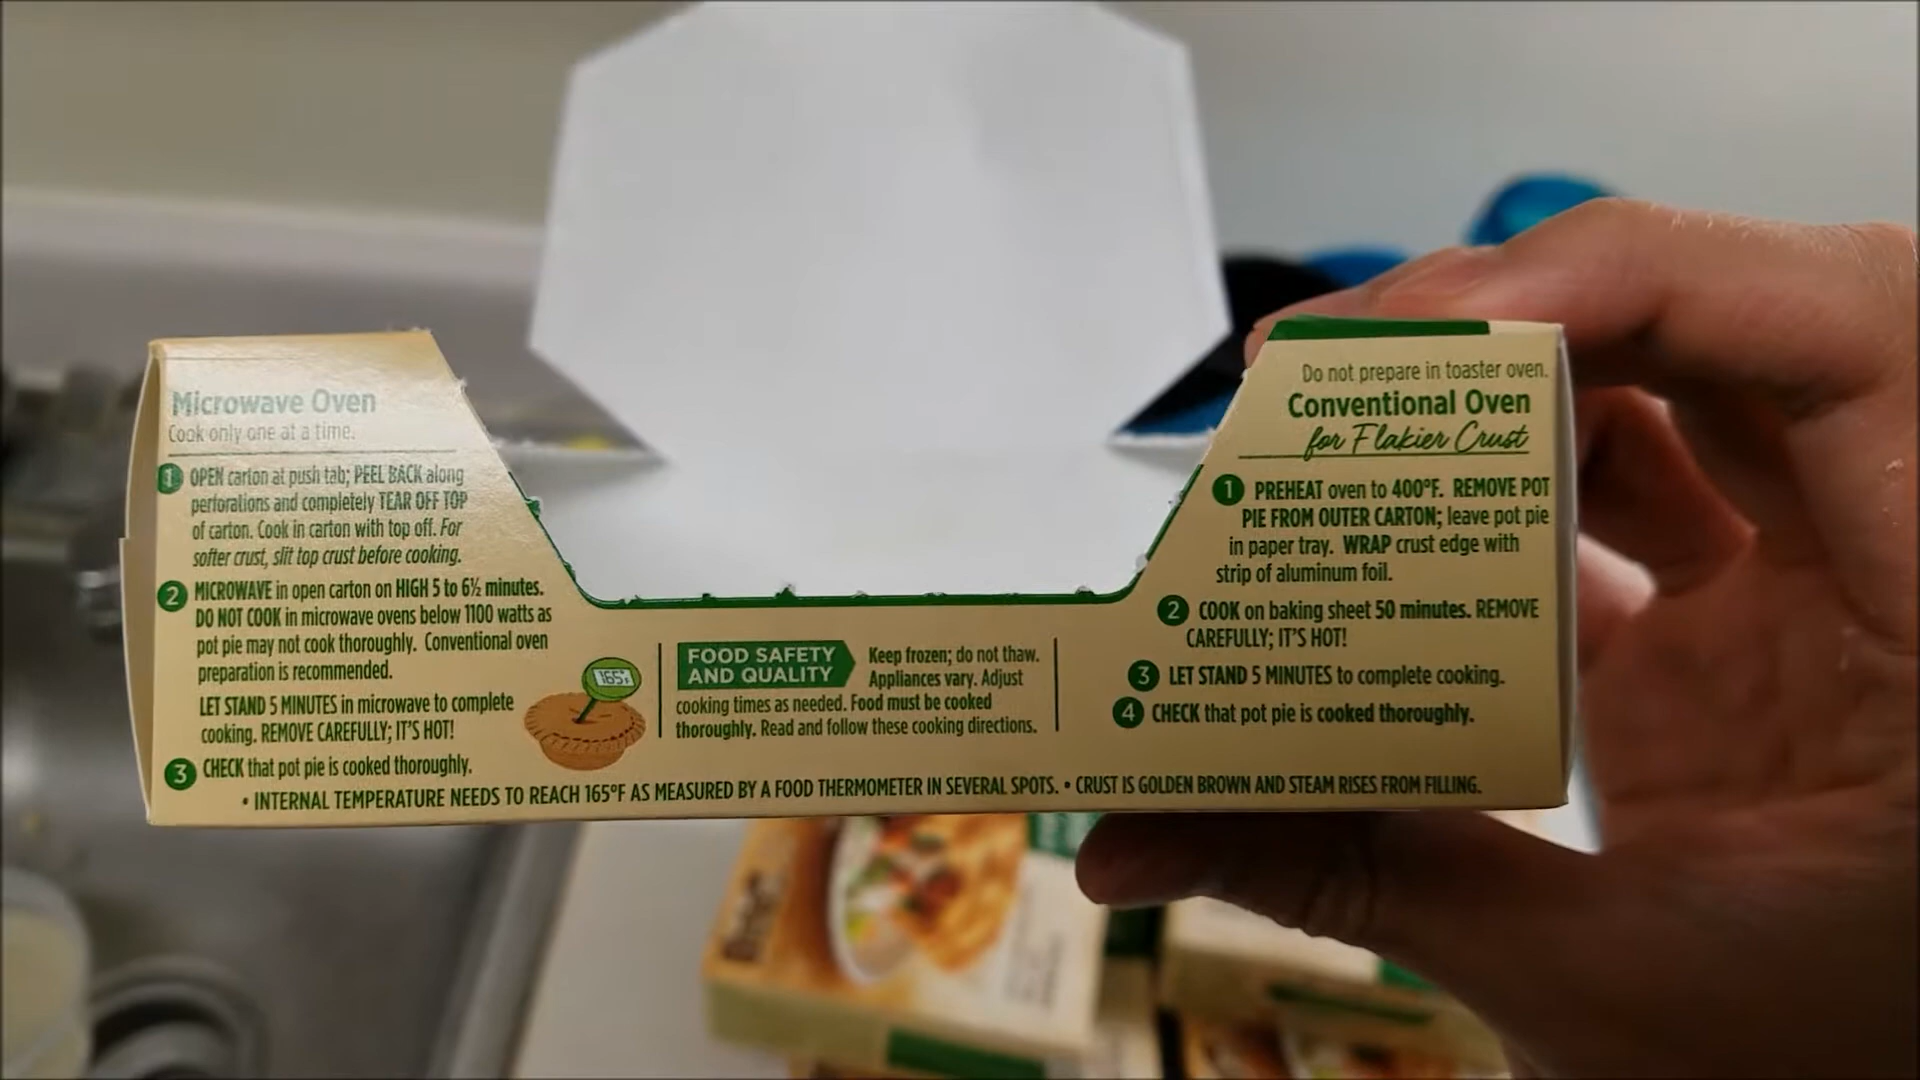 Microwave Oven
Cook only one at a time.
1 OPEN carton at push tab; PEEL BACK along
perforations and completely TEAR OFF TOP
of carton. Cook in carton with top off. For
softer crust, slit top crust before cooking.
2 MICROWAVE in open carton on HIGH 5 to 6½ minutes.
DO NOT COOK in microwave ovens below 1100 watts as
pot pie may not cook thoroughly. Conventional oven
preparation is recommended.
LET STAND 5 MINUTES in microwave to complete
cooking. REMOVE CAREFULLY; IT'S HOT!
3 CHECK that pot pie is cooked thoroughly.
165°F
FOOD SAFETY
AND QUALITY
Keep frozen; do not thaw.
Appliances vary. Adjust
cooking times as needed. Food must be cooked
thoroughly. Read and follow these cooking directions.
Do not prepare in toaster oven.
Conventional Oven
for Flakier Crust
1 PREHEAT oven to 400°F. REMOVE POT
PIE FROM OUTER CARTON; leave pot pie
in paper tray. WRAP crust edge with
strip of aluminum foil.
2 COOK on baking sheet 50 minutes. REMOVE
CAREFULLY; IT'S HOT!
3 LET STAND 5 MINUTES to complete cooking.
4 CHECK that pot pie is cooked thoroughly.
• INTERNAL TEMPERATURE NEEDS TO REACH 165°F AS MEASURED BY A FOOD THERMOMETER IN SEVERAL SPOTS. • CRUST IS GOLDEN BROWN AND STEAM RISES FROM FILLING.